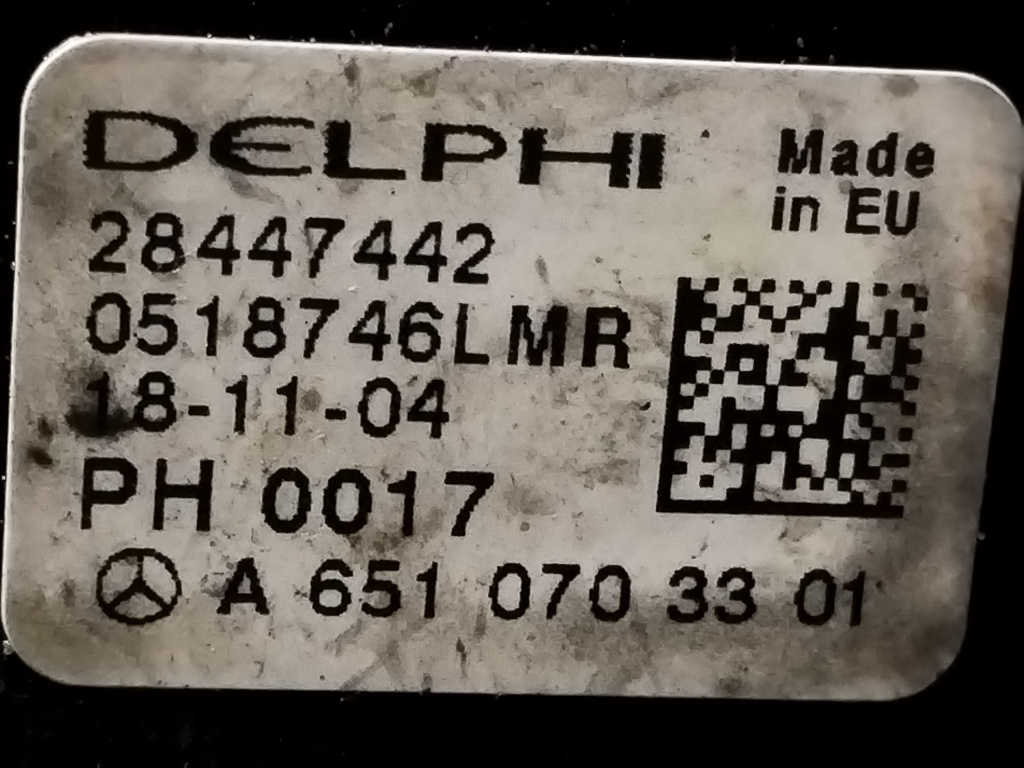 DELPHI
Made
in EU
28447442
0518746LMR
18-11-04
PH 0017
A 651 070 33 01